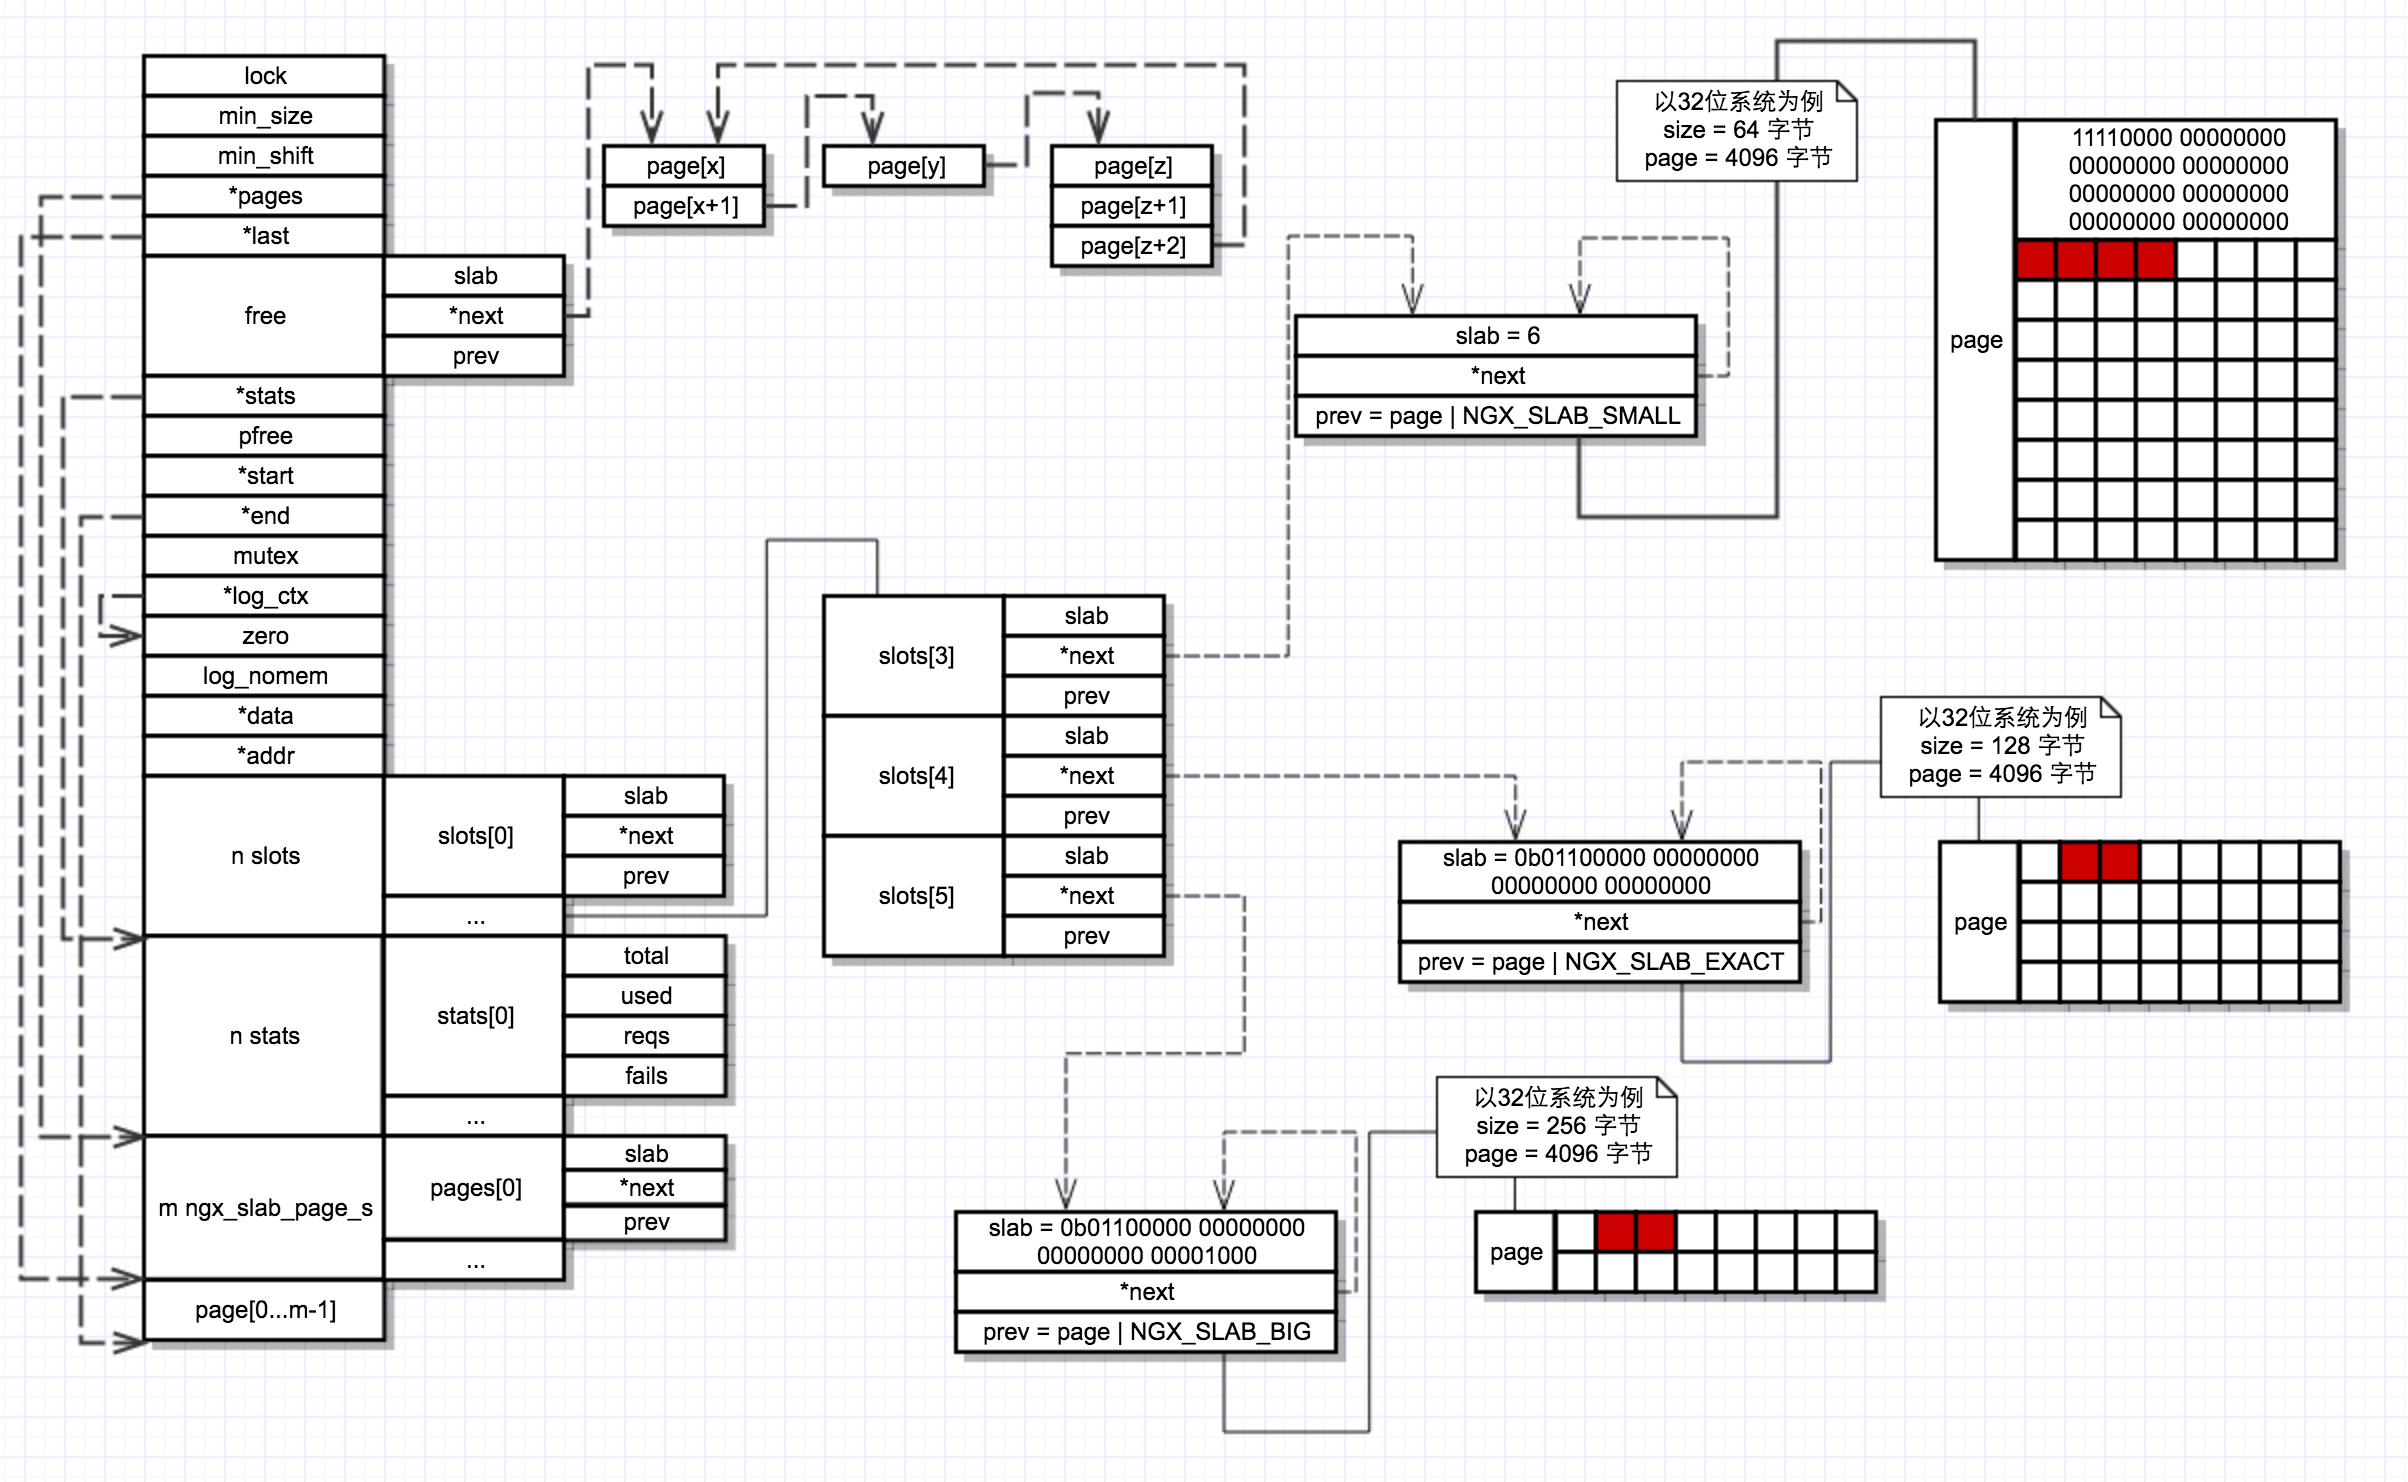 lock
min_size
min_shift
*pages
*last
free
slab
*next
prev
*stats
pfree
*start
*end
mutex
*log_ctx
zero
log_nomem
*data
*addr
n slots
slots[0]
slab
*next
prev
...
n stats
stats[0]
total
used
reqs
fails
...
m ngx_slab_page_s
pages[0]
slab
*next
prev
...
page[0...m-1]
page[x]
page[x+1]
page[y]
page[z]
page[z+1]
page[z+2]
slots[3]
slab
*next
prev
slots[4]
slab
*next
prev
slots[5]
slab
*next
prev
slab = 6
*next
prev = page | NGX_SLAB_SMALL
以32位系统为例
size = 64 字节
page = 4096 字节
page
11110000 00000000
00000000 00000000
00000000 00000000
00000000 00000000
slab = 0b01100000 00000000
00000000 00000000
*next
prev = page | NGX_SLAB_EXACT
以32位系统为例
size = 128 字节
page = 4096 字节
page
slab = 0b01100000 00000000
00000000 00001000
*next
prev = page | NGX_SLAB_BIG
以32位系统为例
size = 256 字节
page = 4096 字节
page